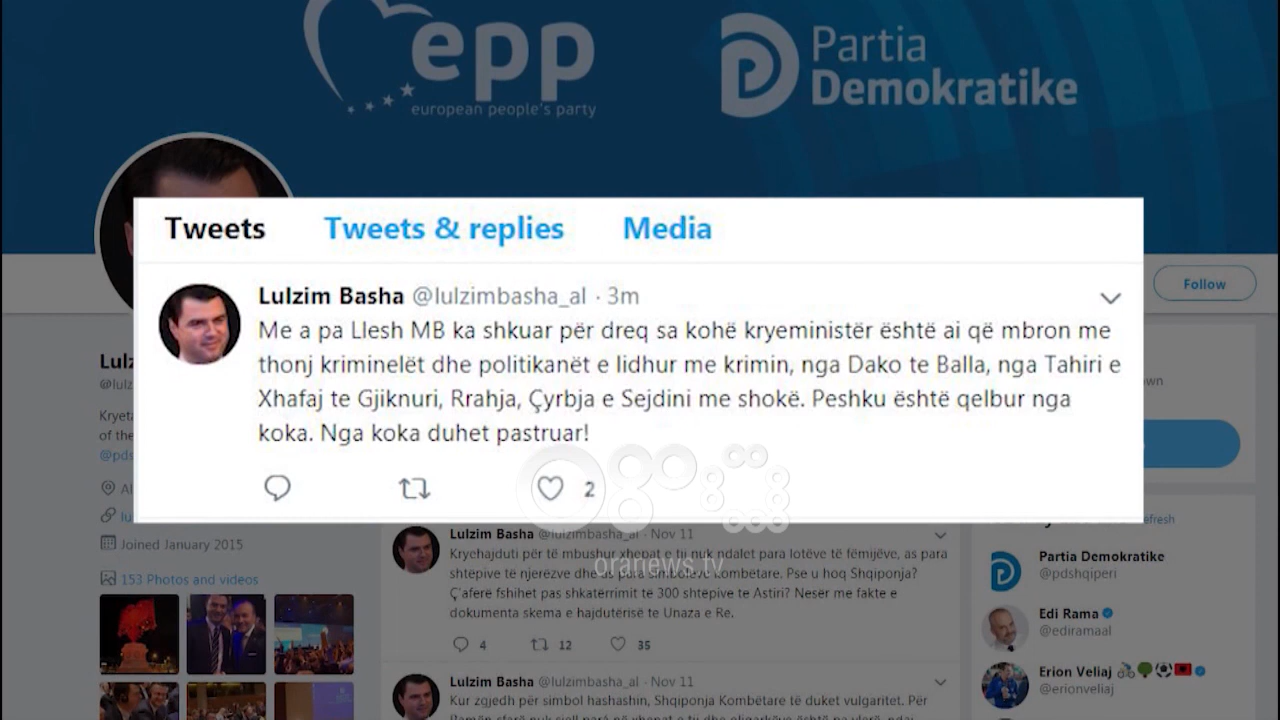 epp
european people's party
Partia
Demokratike
Tweets
Tweets & replies
Media
Follow
Lulzim Basha @lulzimbasha_al · 3m
Me a pa Llesh MB ka shkuar për dreq sa kohë kryeministër është ai që mbron me
thonj kriminelët dhe politikanët e lidhur me krimin, nga Dako te Balla, nga Tahiri e
Xhafaj te Gjiknuri, Rrahja, Çyrbja e Sejdini me shokë. Peshku është qelbur nga
koka. Nga koka duhet pastruar!
2
oranews.tv
Joined January 2015
153 Photos and videos
Lulzim Basha @lulzimbasha_al · Nov 11
Kryehajduti për të mbushur xhepat e tij nuk ndalet para lotëve të fëmijëve, as para
shtëpive të njerëzve dhe as para simboleve kombëtare. Pse u hoq Shqiponja?
Ç'aferë fshihet pas shkatërrimit të 300 shtëpive te Astiri? Nesër me fakte e
dokumenta skema e hajdutërisë te Unaza e Re.
4 12 35
Lulzim Basha @lulzimbasha_al · Nov 11
Kur zgjedh për simbol hashashin, Shqiponja Kombëtare të duket vulgaritet. Për
Partia Demokratike
@pdshqiperi
Edi Rama
@ediramaal
Erion Veliaj
@erionveliaj